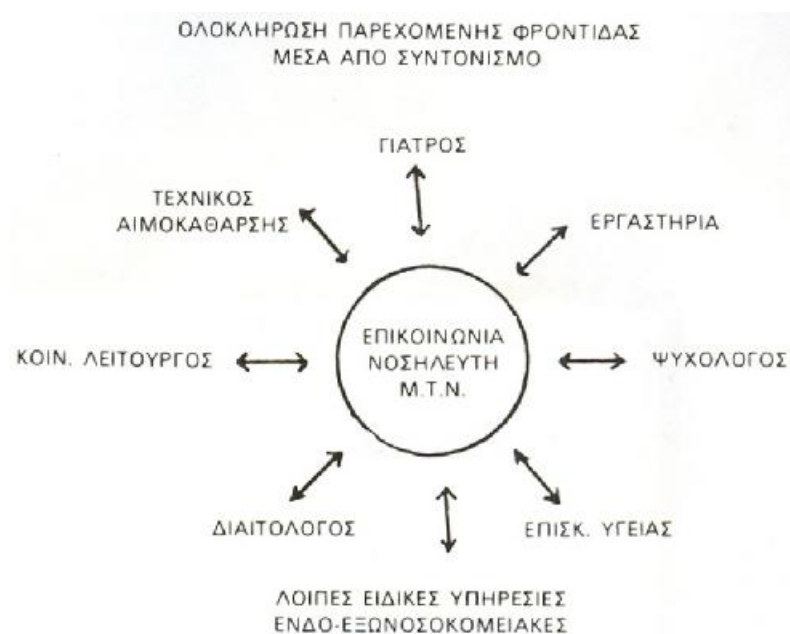 ΟΛΟΚΛΗΡΩΣΗ ΠΑΡΕΧΟΜΕΝΗΣ ΦΡΟΝΤΙΔΑΣ
ΜΕΣΑ ΑΠΟ ΣΥΝΤΟΝΙΣΜΟ
ΓΙΑΤΡΟΣ
ΤΕΧΝΙΚΟΣ
ΑΙΜΟΚΑΘΑΡΣΗΣ
ΕΡΓΑΣΤΗΡΙΑ
ΕΠΙΚΟΙΝΩΝΙΑ
ΝΟΣΗΛΕΥΤΗ
Μ.Τ.Ν.
ΚΟΙΝ. ΛΕΙΤΟΥΡΓΟΣ
ΨΥΧΟΛΟΓΟΣ
ΔΙΑΙΤΟΛΟΓΟΣ
ΕΠΙΣΚ. ΥΓΕΙΑΣ
ΛΟΙΠΕΣ ΕΙΔΙΚΕΣ ΥΠΗΡΕΣΙΕΣ
ΕΝΔΟ-ΕΞΩΝΟΣΟΚΟΜΕΙΑΚΕΣ